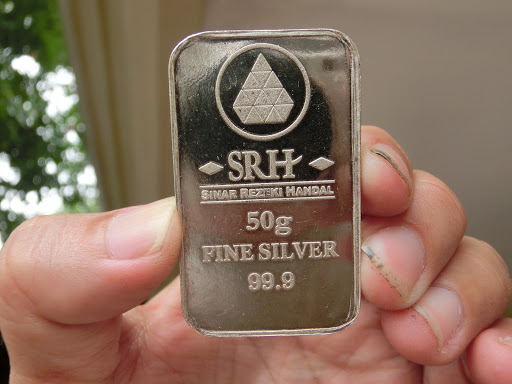 SRH
SINAR REZEKI HANDAL
50g
FINE SILVER
99.9